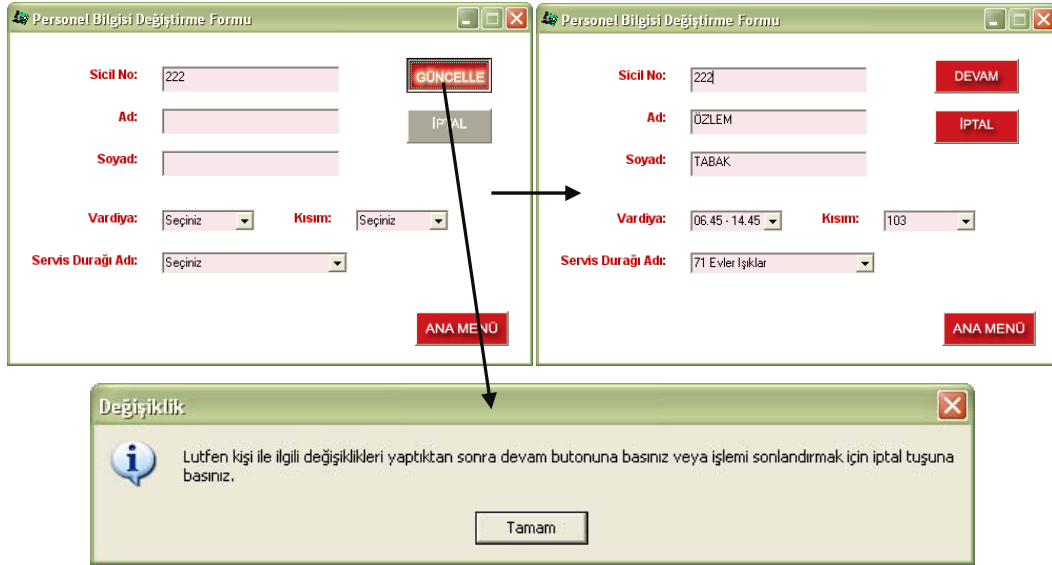 Personel Bilgisi Değiştirme Formu
Sicil No: 222
GÜNCELLE
Ad:
İPTAL
Soyad:
Vardiya: Seçiniz Kısım: Seçiniz
Servis Durağı Adı: Seçiniz
ANA MENÜ
Personel Bilgisi Değiştirme Formu
Sicil No: 222
DEVAM
Ad: ÖZLEM
İPTAL
Soyad: TABAK
Vardiya: 06.45 - 14.45 Kısım: 103
Servis Durağı Adı: 71 Evler Işıklar
ANA MENÜ
Değişiklik
Lutfen kişi ile ilgili değişiklikleri yaptıktan sonra devam butonuna basınız veya işlemi sonlandırmak için iptal tuşuna
basınız.
Tamam